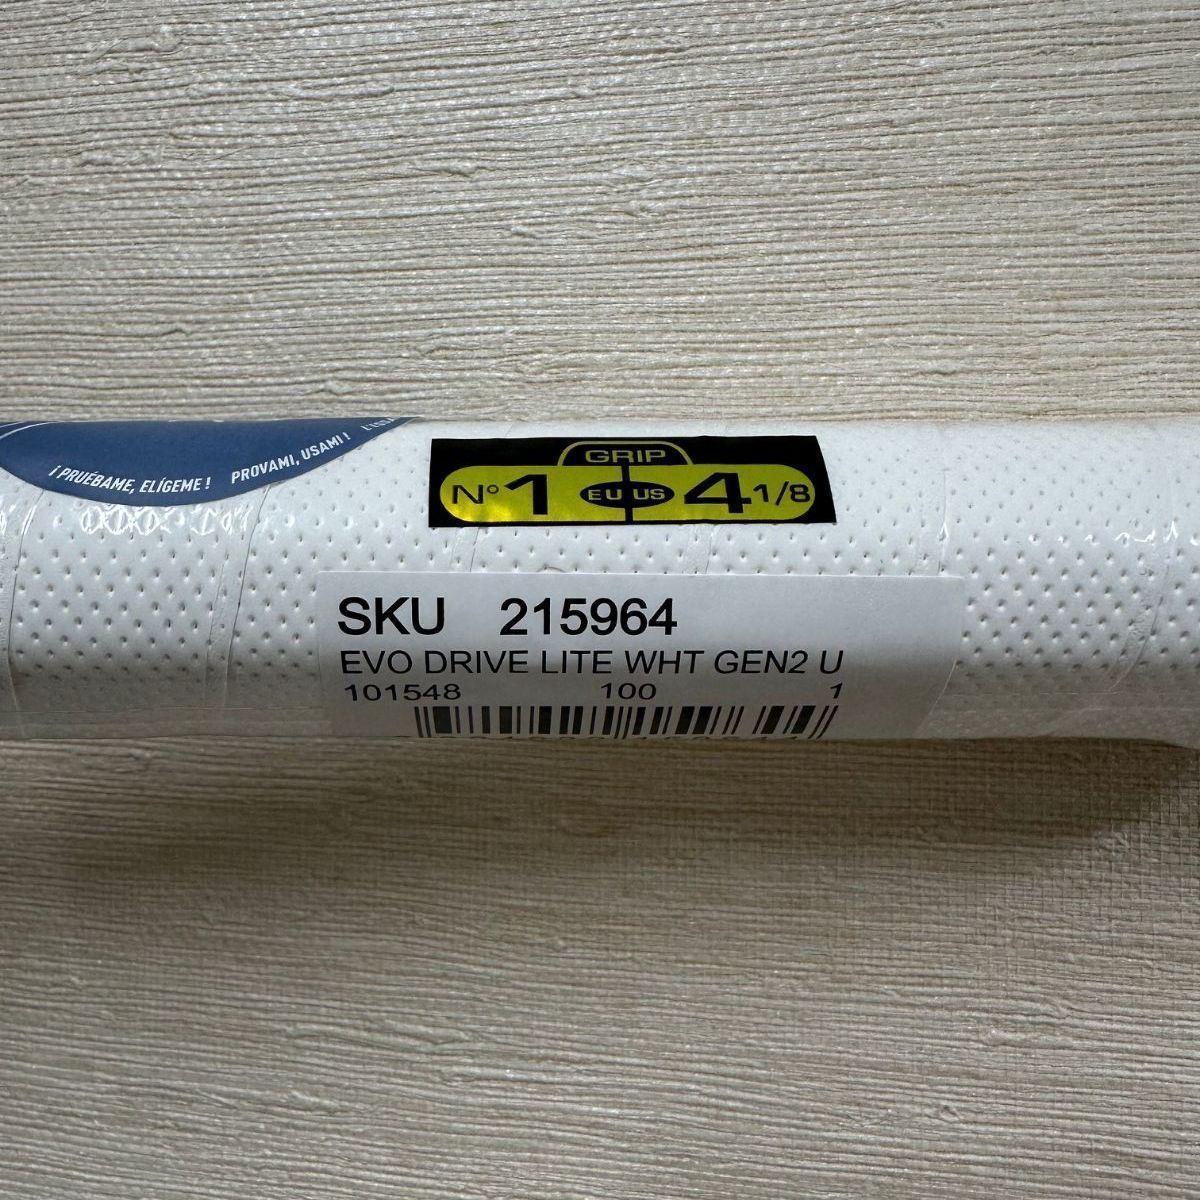 ¡ PRUÉBAME, ELÍGEME !
PROVAMI, USAMI !
GRIP
N° 1 EU US 4 1/8
SKU 215964
EVO DRIVE LITE WHT GEN2 U
101548 100 1